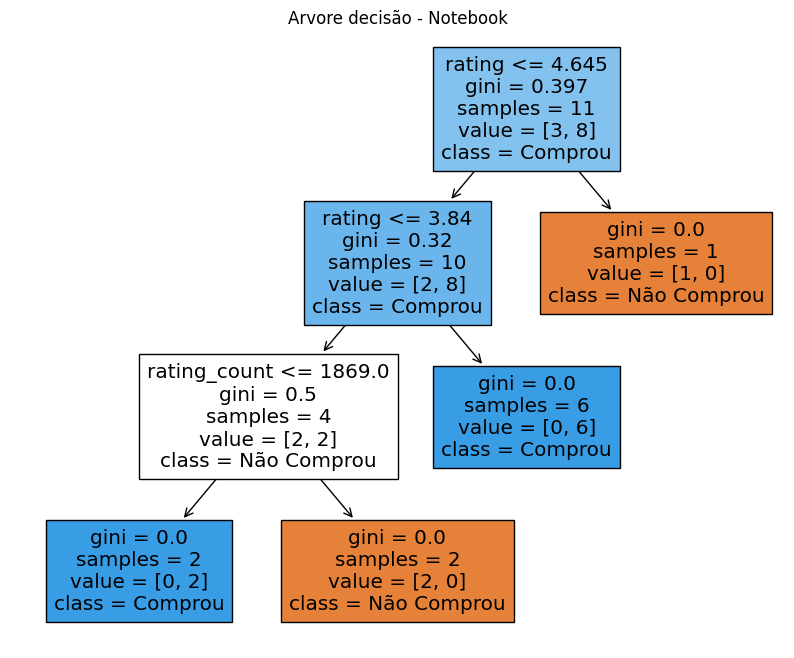 Arvore decisão - Notebook
rating <= 4.645
gini = 0.397
samples = 11
value = [3, 8]
class = Comprou
rating <= 3.84
gini = 0.32
samples = 10
value = [2, 8]
class = Comprou
gini = 0.0
samples = 1
value = [1, 0]
class = Não Comprou
rating_count <= 1869.0
gini = 0.5
samples = 4
value = [2, 2]
class = Não Comprou
gini = 0.0
samples = 6
value = [0, 6]
class = Comprou
gini = 0.0
samples = 2
value = [0, 2]
class = Comprou
gini = 0.0
samples = 2
value = [2, 0]
class = Não Comprou